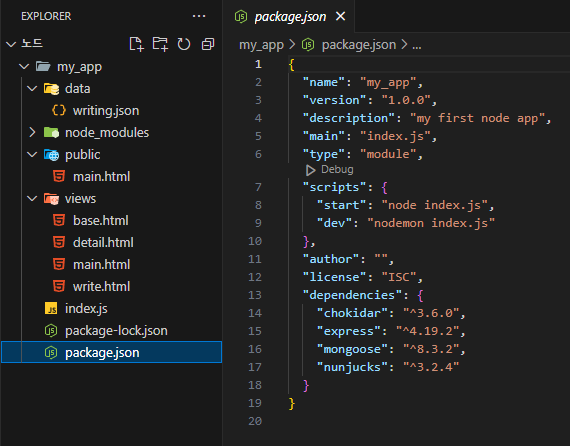 EXPLORER
노드
my_app
data
writing.json
node_modules
public
main.html
views
base.html
detail.html
main.html
write.html
index.js
package-lock.json
package.json
package.json
my_app > package.json > ...
1 {
2 "name": "my_app",
3 "version": "1.0.0",
4 "description": "my first node app",
5 "main": "index.js",
6 "type": "module",
Debug
7 "scripts": {
8 "start": "node index.js",
9 "dev": "nodemon index.js"
10 },
11 "author": "",
12 "license": "ISC",
13 "dependencies": {
14 "chokidar": "^3.6.0",
15 "express": "^4.19.2",
16 "mongoose": "^8.3.2",
17 "nunjucks": "^3.2.4"
18 }
19 }
20